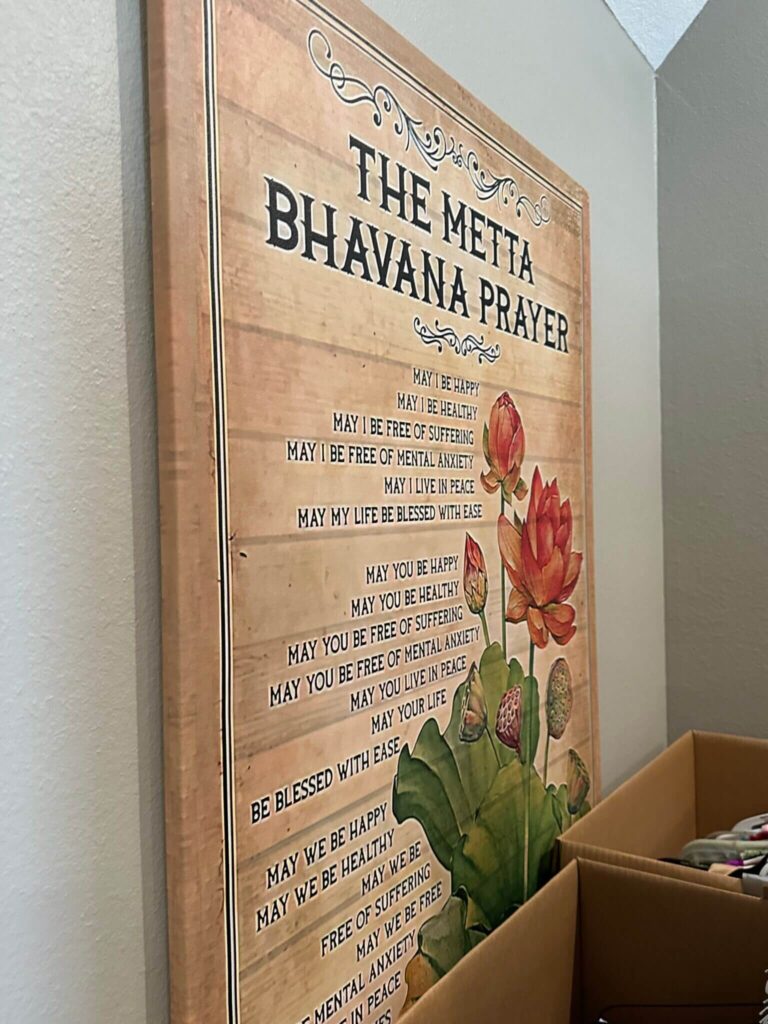 THE METTA
BHAVANA PRAYER
MAY I BE HAPPY
MAY I BE HEALTHY
MAY I BE FREE OF SUFFERING
MAY I BE FREE OF MENTAL ANXIETY
MAY I LIVE IN PEACE
MAY MY LIFE BE BLESSED WITH EASE
MAY YOU BE HAPPY
MAY YOU BE HEALTHY
MAY YOU BE FREE OF SUFFERING
MAY YOU BE FREE OF MENTAL ANXIETY
MAY YOU LIVE IN PEACE
MAY YOUR LIFE
BE BLESSED WITH EASE
MAY WE BE HAPPY
MAY WE BE HEALTHY
MAY WE BE
FREE OF SUFFERING
MAY WE BE FREE
MENTAL ANXIETY
IN PEACE